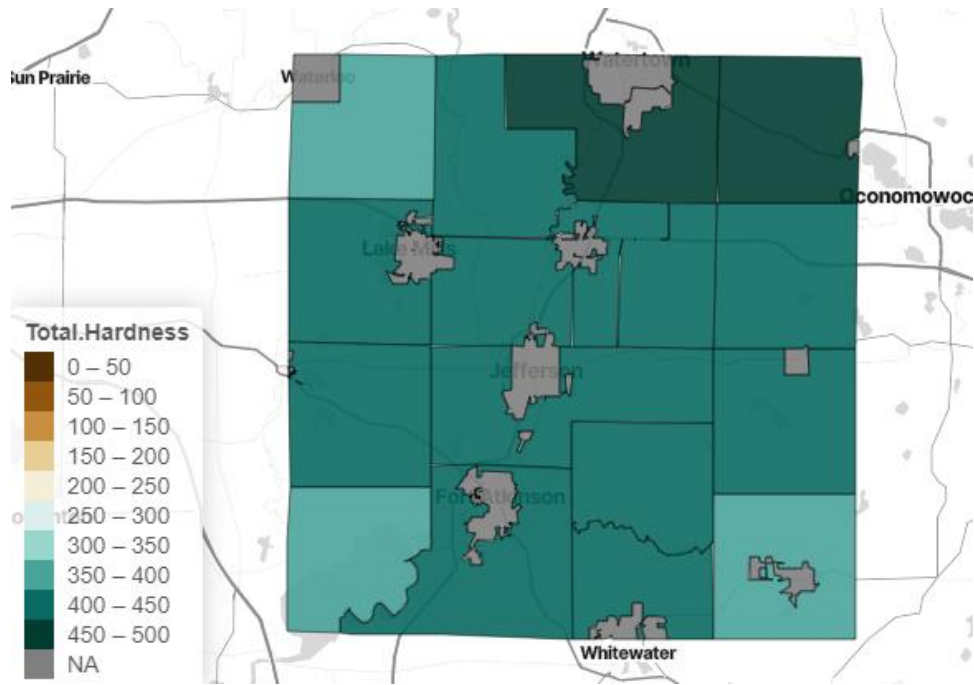 Watertown
Sun Prairie
Waterloo
Oconomowoc
Lake Mills
Total.Hardness
0 – 50
50 – 100
100 – 150
150 – 200
200 – 250
250 – 300
300 – 350
350 – 400
400 – 450
450 – 500
NA
Jefferson
Fort Atkinson
Whitewater